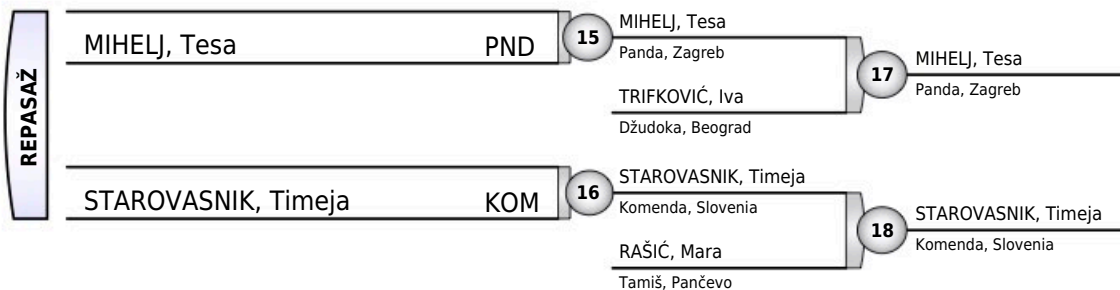 REPASAŽ
MIHELJ, Tesa PND
15
MIHELJ, Tesa
Panda, Zagreb
TRIFKOVIĆ, Iva
Džudoka, Beograd
17
MIHELJ, Tesa
Panda, Zagreb
STAROVASNIK, Timeja KOM
16
STAROVASNIK, Timeja
Komenda, Slovenia
RAŠIĆ, Mara
Tamiš, Pančevo
18
STAROVASNIK, Timeja
Komenda, Slovenia